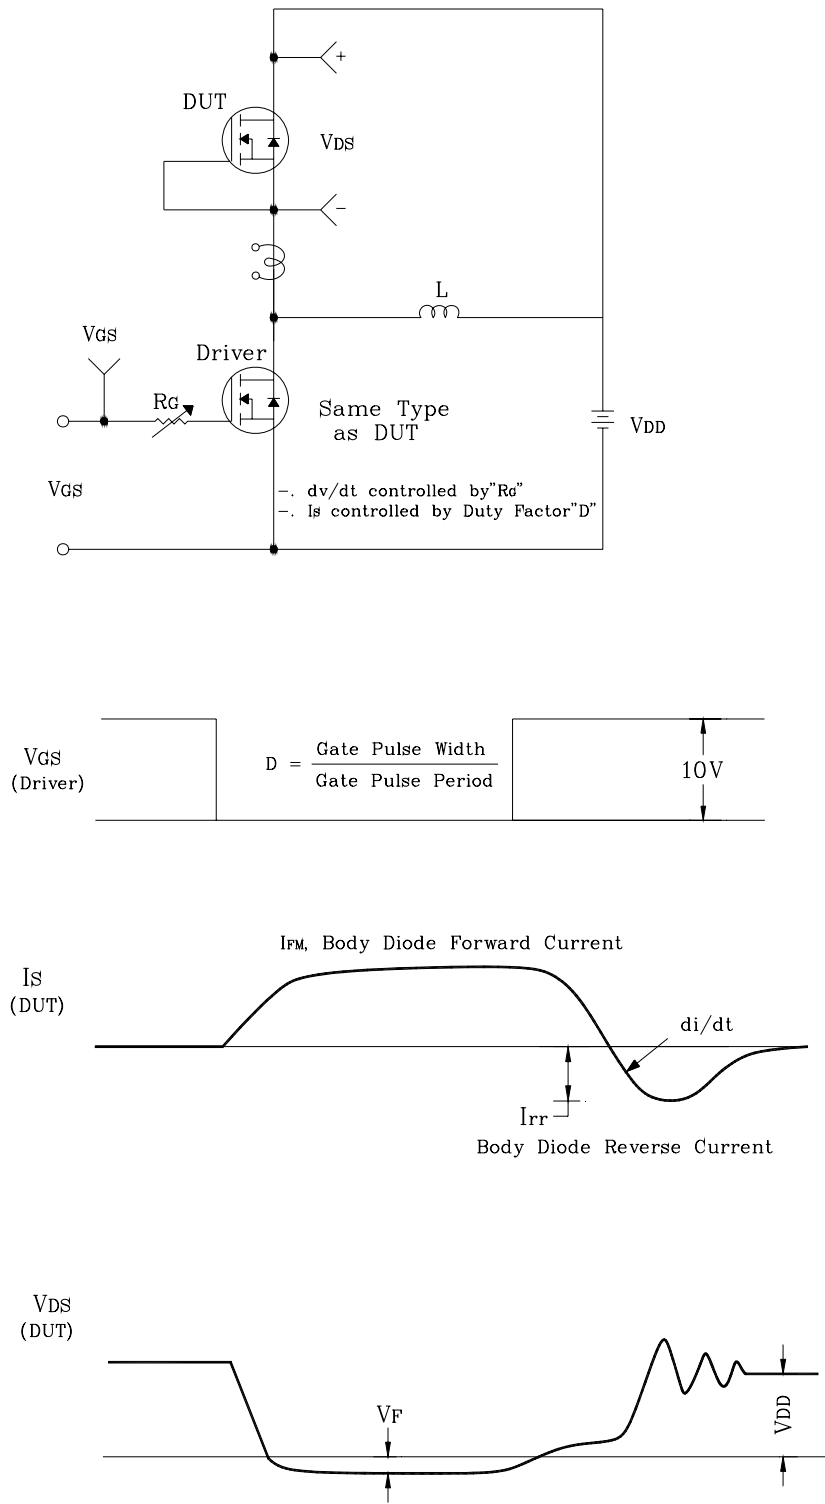 +
DUT
VDS
−
L
VGS
Driver
RG
Same Type
as DUT
VDD
VGS
−. dv/dt controlled by"RG"
−. IS controlled by Duty Factor"D"
VGS
(Driver)
D = Gate Pulse Width
Gate Pulse Period
10V
IFM, Body Diode Forward Current
IS
(DUT)
di/dt
Irr
Body Diode Reverse Current
VDS
(DUT)
VF
VDD